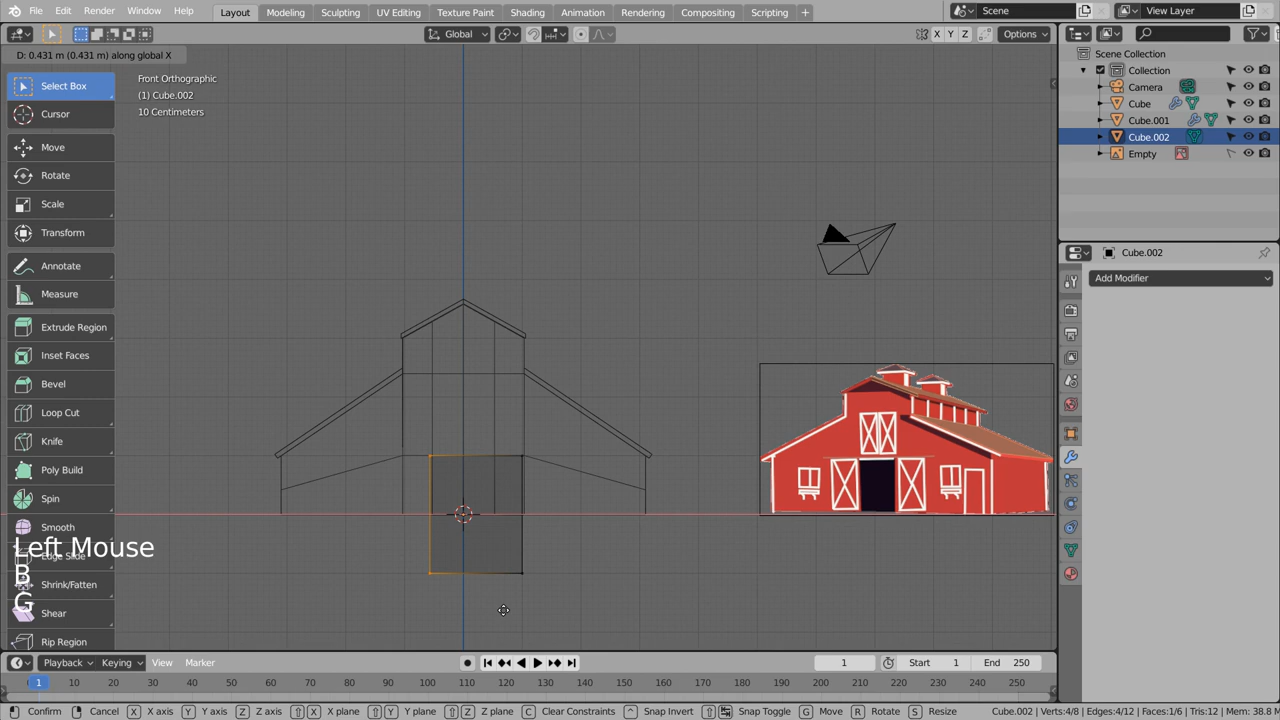 File Edit Render Window Help Layout Modeling Sculpting UV Editing Texture Paint Shading Animation Rendering Compositing Scripting + Scene View Layer
Global X Y Z Options
D: 0.431 m (0.431 m) along global X
Scene Collection
Collection
Camera
Cube
Cube.001
Cube.002
Empty
Cube.002
Add Modifier
Front Orthographic
(1) Cube.002
10 Centimeters
Select Box
Cursor
Move
Rotate
Scale
Transform
Annotate
Measure
Extrude Region
Inset Faces
Bevel
Loop Cut
Knife
Poly Build
Spin
Smooth
Edge Slide
Shrink/Fatten
Shear
Rip Region
Left Mouse
B
G
Playback Keying View Marker 1 Start 1 End 250
1 10 20 30 40 50 60 70 80 90 100 110 120 130 140 150 160 170 180 190 200 210 220 230 240 250
Confirm Cancel X X axis Y Y axis Z Z axis X X plane Y Y plane Z Z plane C Clear Constraints Snap Invert Snap Toggle G Move R Rotate S Resize Cube.002 | Verts:4/8 | Edges:4/12 | Faces:1/6 | Tris:12 | Mem: 38.8 M